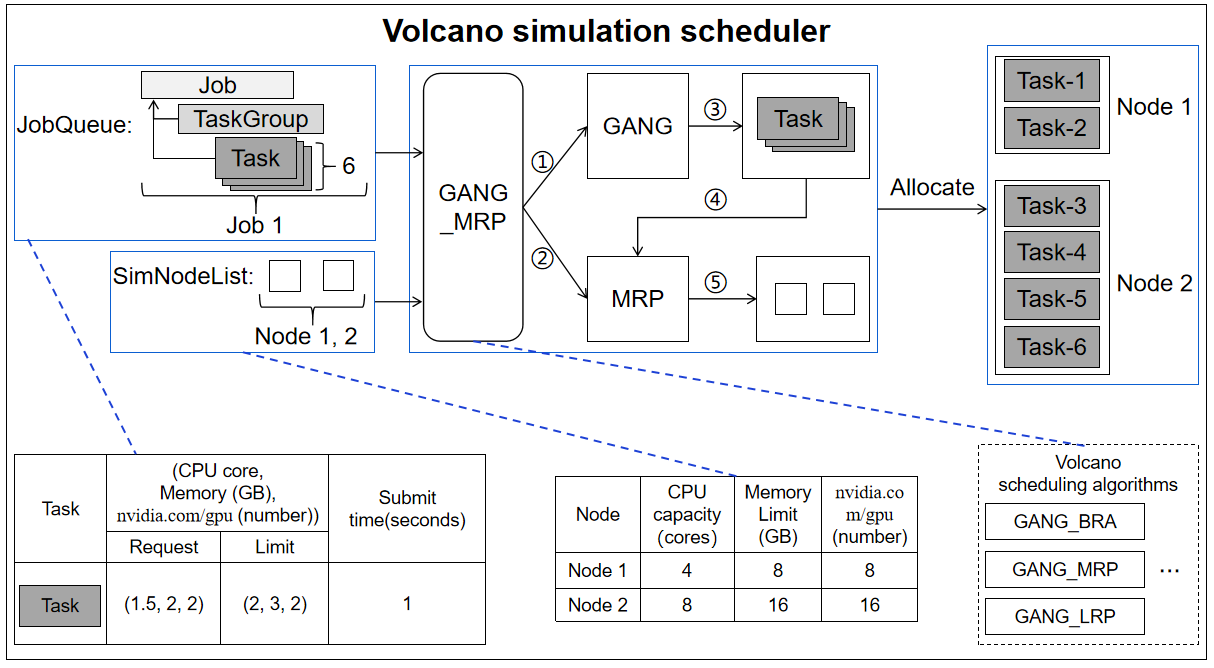 Volcano simulation scheduler
JobQueue:
Job
TaskGroup
Task
6
Job 1
SimNodeList:
Node 1, 2
GANG
_MRP
①
②
GANG
③
Task
④
MRP
⑤
Allocate
Task-1
Task-2
Node 1
Task-3
Task-4
Task-5
Task-6
Node 2
Task
(CPU core,
Memory (GB),
nvidia.com/gpu (number))
Submit
time(seconds)
Request
Limit
Task
(1.5, 2, 2)
(2, 3, 2)
1
Node
CPU
capacity
(cores)
Memory
Limit
(GB)
nvidia.co
m/gpu
(number)
Node 1
4
8
8
Node 2
8
16
16
Volcano
scheduling algorithms
GANG_BRA
GANG_MRP
...
GANG_LRP